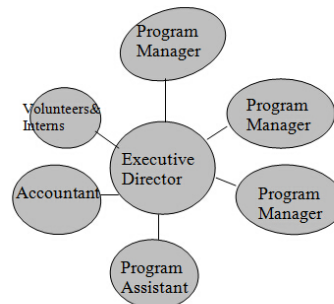 Program
Manager
Volunteers&
Interns
Program
Manager
Executive
Director
Accountant
Program
Manager
Program
Assistant